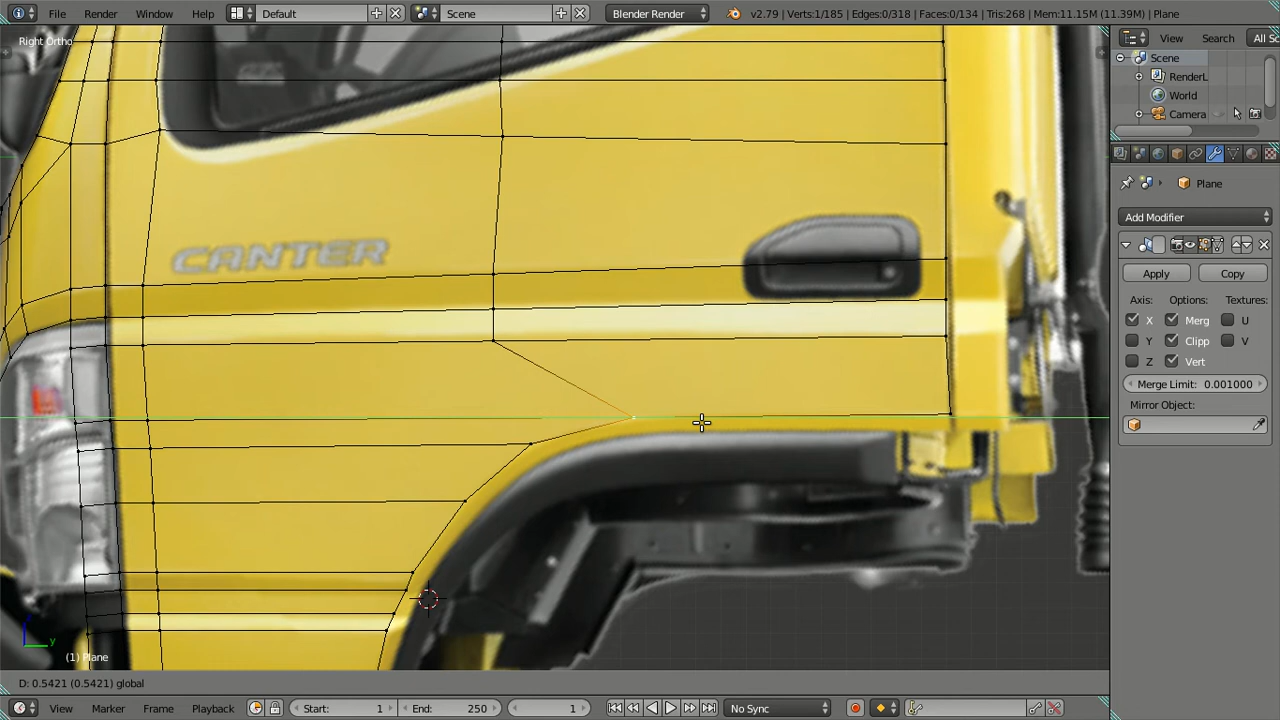 File Render Window Help Default Scene Blender Render v2.79 | Verts:1/185 | Edges:0/318 | Faces:0/134 | Tris:268 | Mem:11.15M (11.39M) | Plane
Right Ortho
View Search All Sc
Scene
RenderL
World
Camera
Plane
Add Modifier
Apply Copy
Axis: Options: Textures:
X Merg U
Y Clipp V
Z Vert
Merge Limit: 0.001000
Mirror Object:
CANTER
z
y
(1) Plane
D: 0.5421 (0.5421) global
View Marker Frame Playback Start: 1 End: 250 1 No Sync